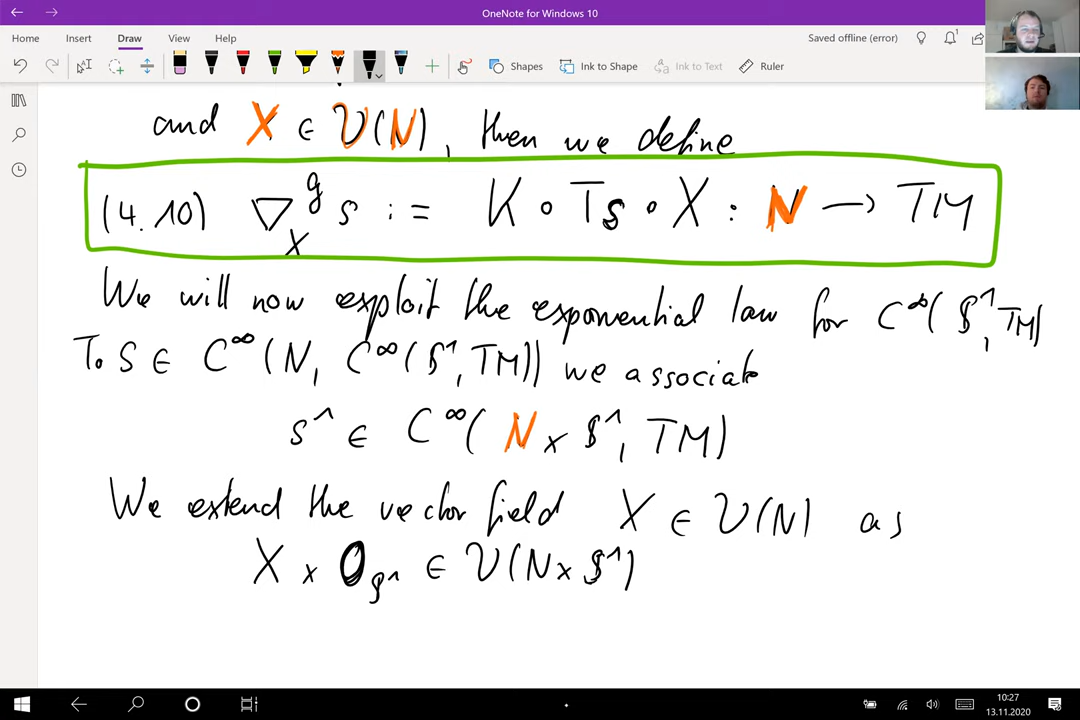 OneNote for Windows 10
Home Insert Draw View Help Saved offline (error)
Shapes Ink to Shape Ink to Text Ruler
and X ∈ 𝒱(N), then we define
(4.10) ∇_X^g s := K ∘ Ts ∘ X : N → TM
We will now exploit the exponential law for C^∞(S^1, TM)
To s ∈ C^∞(N, C^∞(S^1, TM)) we associate
s^∧ ∈ C^∞(N × S^1, TM)
We extend the vector field X ∈ 𝒱(N) as
X × 0_{S^1} ∈ 𝒱(N × S^1)
10:27
13.11.2020